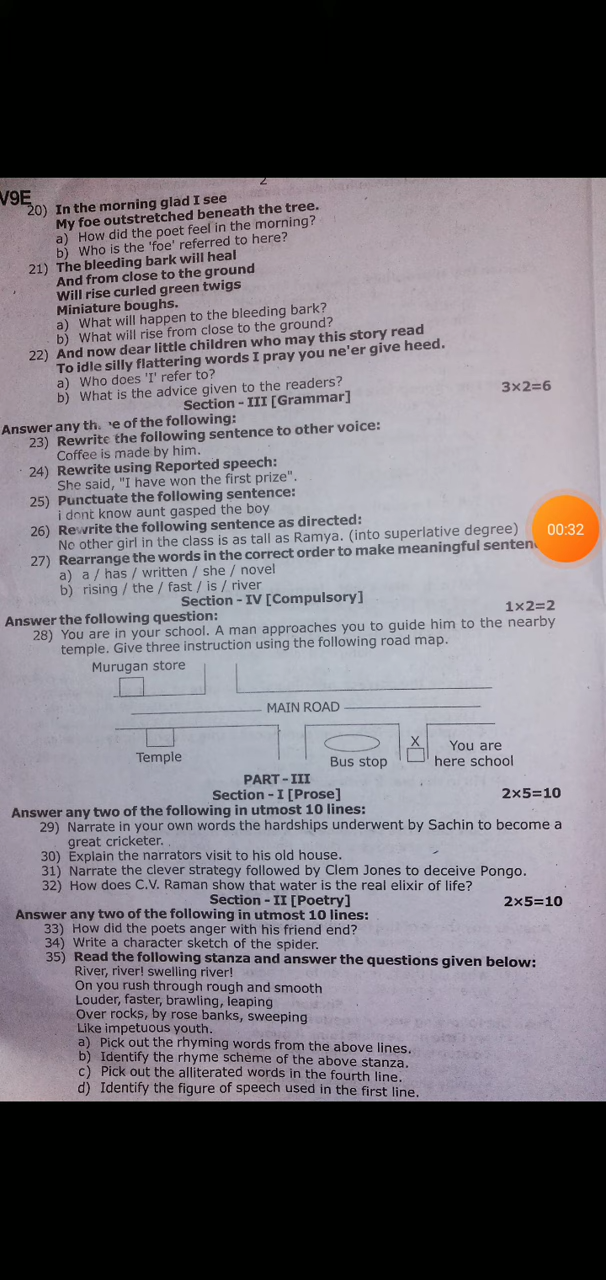 2
V9E
20) In the morning glad I see
My foe outstretched beneath the tree.
a) How did the poet feel in the morning?
b) Who is the 'foe' referred to here?
21) The bleeding bark will heal
And from close to the ground
Will rise curled green twigs
Miniature boughs.
a) What will happen to the bleeding bark?
b) What will rise from close to the ground?
22) And now dear little children who may this story read
To idle silly flattering words I pray you ne'er give heed.
a) Who does 'I' refer to?
b) What is the advice given to the readers?
Section - III [Grammar] 3×2=6
Answer any of the following:
23) Rewrite the following sentence to other voice:
Coffee is made by him.
24) Rewrite using Reported speech:
She said, "I have won the first prize".
25) Punctuate the following sentence:
i dont know aunt gasped the boy
26) Rewrite the following sentence as directed:
No other girl in the class is as tall as Ramya. (into superlative degree)
00:32
27) Rearrange the words in the correct order to make meaningful senten
a) a / has / written / she / novel
b) rising / the / fast / is / river
Section - IV [Compulsory] 1×2=2
Answer the following question:
28) You are in your school. A man approaches you to guide him to the nearby
temple. Give three instruction using the following road map.
Murugan store
MAIN ROAD
Temple
Bus stop
X
You are
here school
PART - III
Section - I [Prose] 2×5=10
Answer any two of the following in utmost 10 lines:
29) Narrate in your own words the hardships underwent by Sachin to become a
great cricketer.
30) Explain the narrators visit to his old house.
31) Narrate the clever strategy followed by Clem Jones to deceive Pongo.
32) How does C.V. Raman show that water is the real elixir of life?
Section - II [Poetry] 2×5=10
Answer any two of the following in utmost 10 lines:
33) How did the poets anger with his friend end?
34) Write a character sketch of the spider.
35) Read the following stanza and answer the questions given below:
River, river! swelling river!
On you rush through rough and smooth
Louder, faster, brawling, leaping
Over rocks, by rose banks, sweeping
Like impetuous youth.
a) Pick out the rhyming words from the above lines.
b) Identify the rhyme scheme of the above stanza.
c) Pick out the alliterated words in the fourth line.
d) Identify the figure of speech used in the first line.